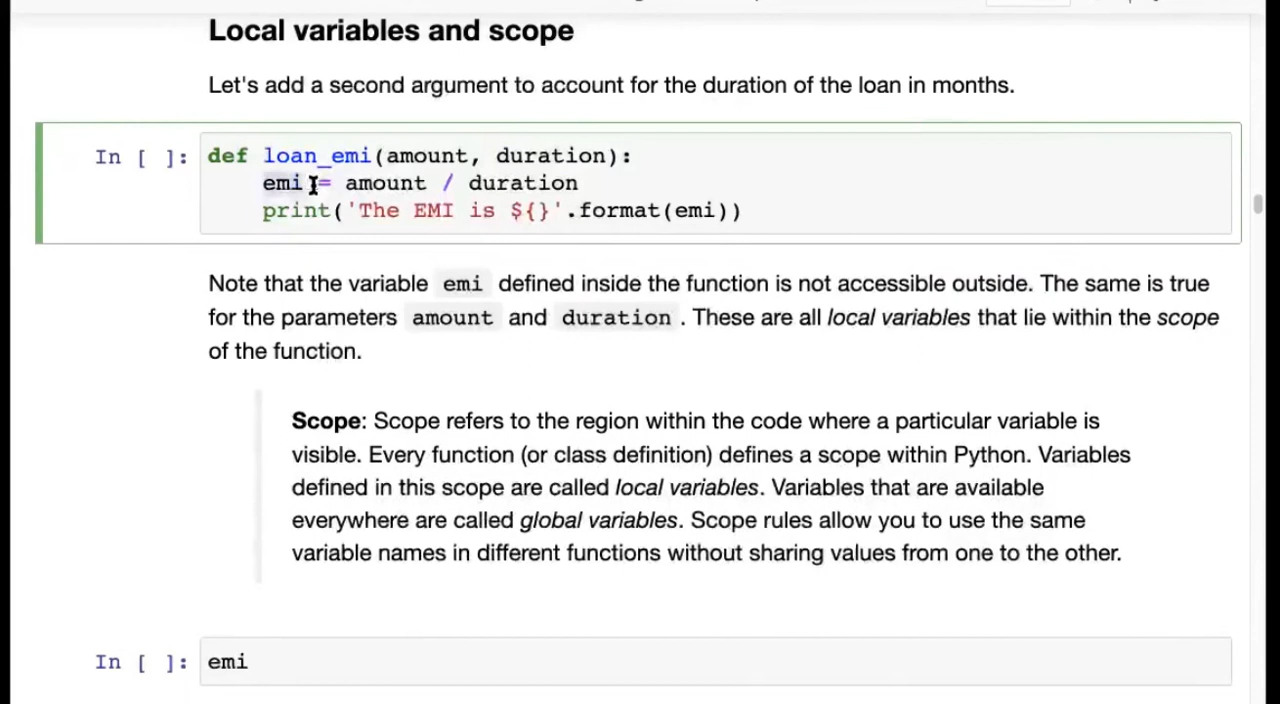 Local variables and scope
Let's add a second argument to account for the duration of the loan in months.
In [ ]: def loan_emi(amount, duration):
emi = amount / duration
print('The EMI is ${}'.format(emi))
Note that the variable emi defined inside the function is not accessible outside. The same is true
for the parameters amount and duration . These are all local variables that lie within the scope
of the function.
Scope: Scope refers to the region within the code where a particular variable is
visible. Every function (or class definition) defines a scope within Python. Variables
defined in this scope are called local variables. Variables that are available
everywhere are called global variables. Scope rules allow you to use the same
variable names in different functions without sharing values from one to the other.
In [ ]: emi